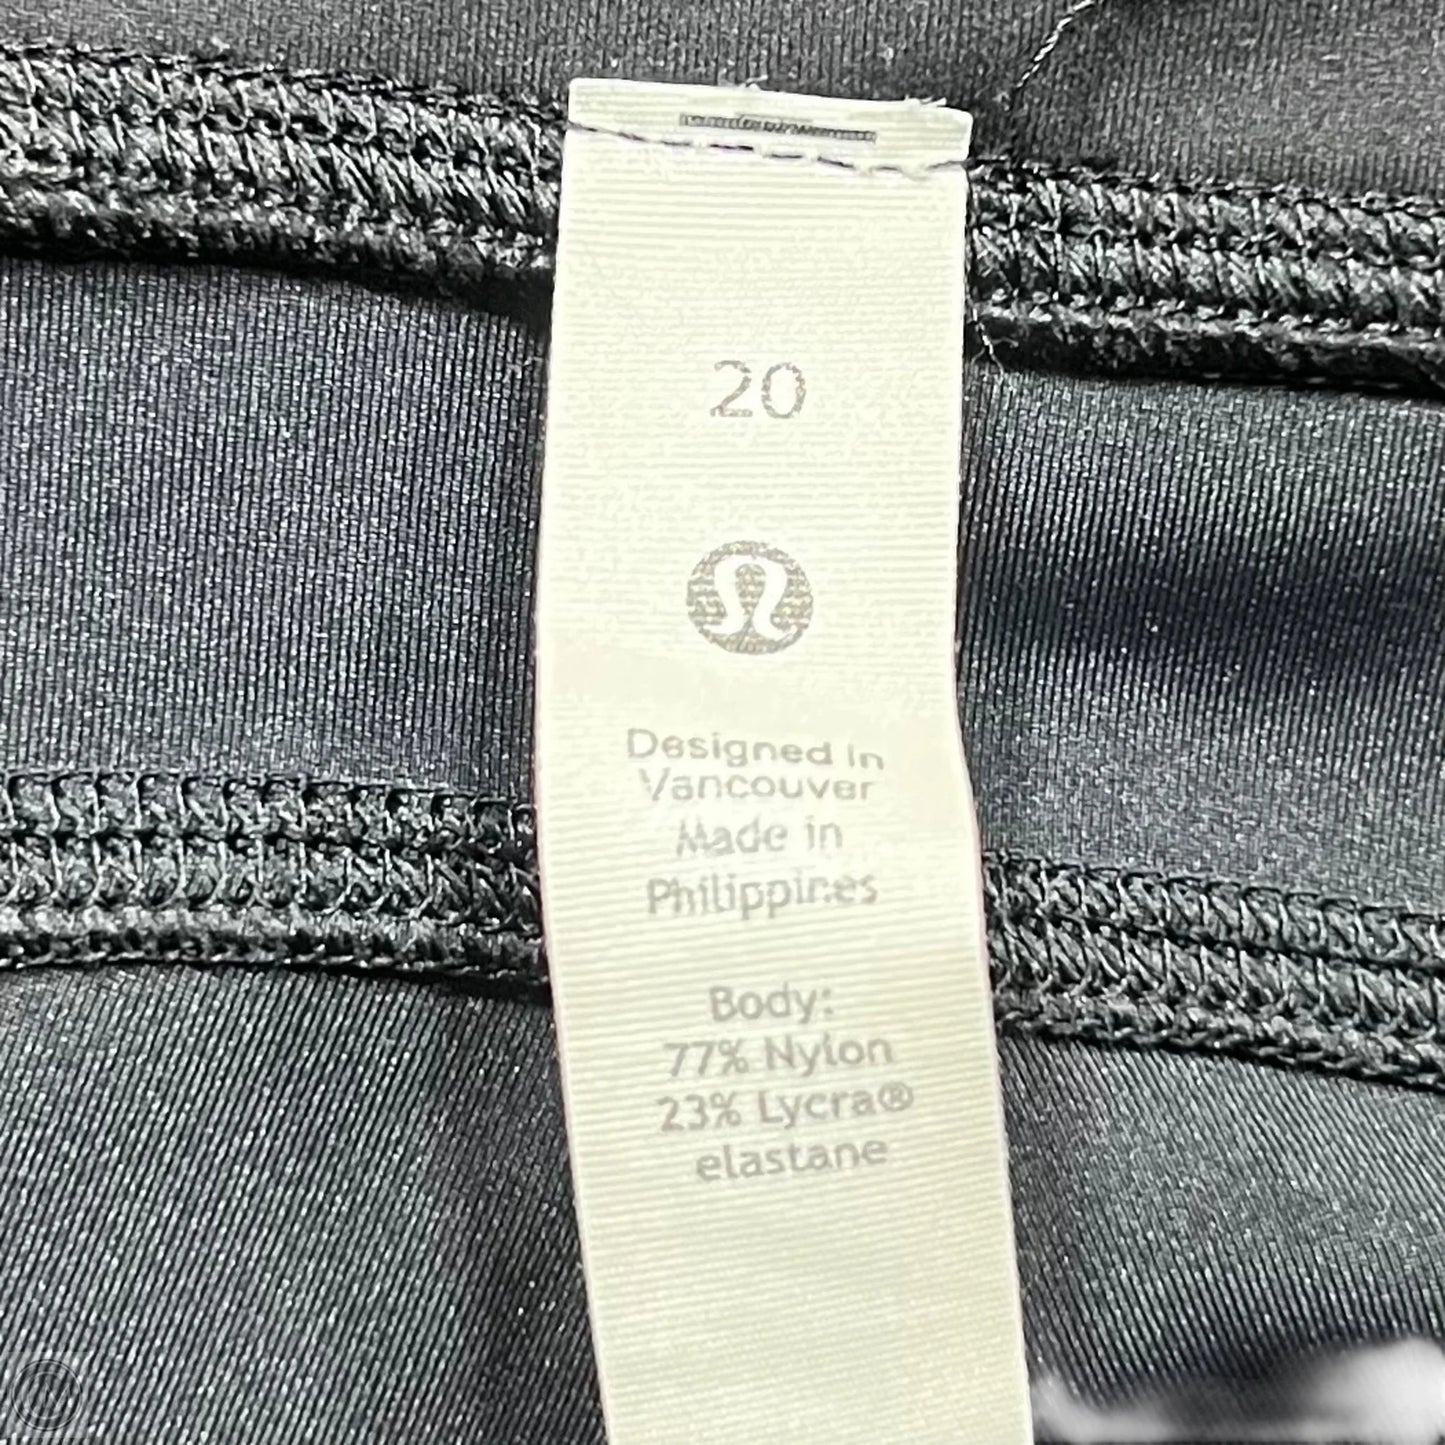 20
Designed in
Vancouver
Made in
Philippines
Body:
77% Nylon
23% Lycra®
elastane